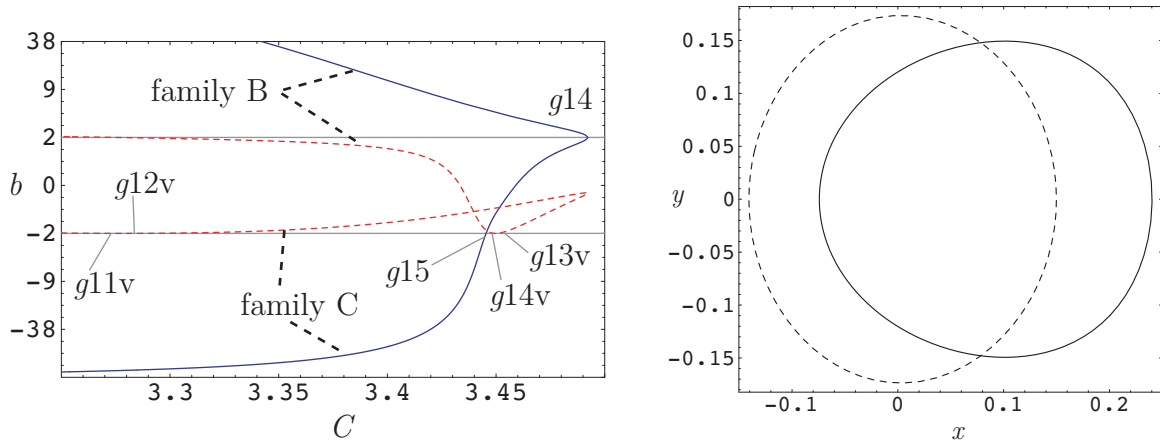 38
9
2
b 0
-2
-9
-38
family B
g14
g12v
g11v
g15
g13v
g14v
family C
3.3 3.35 3.4 3.45
C
0.15
0.1
0.05
y 0
-0.05
-0.1
-0.15
-0.1 0 0.1 0.2
x